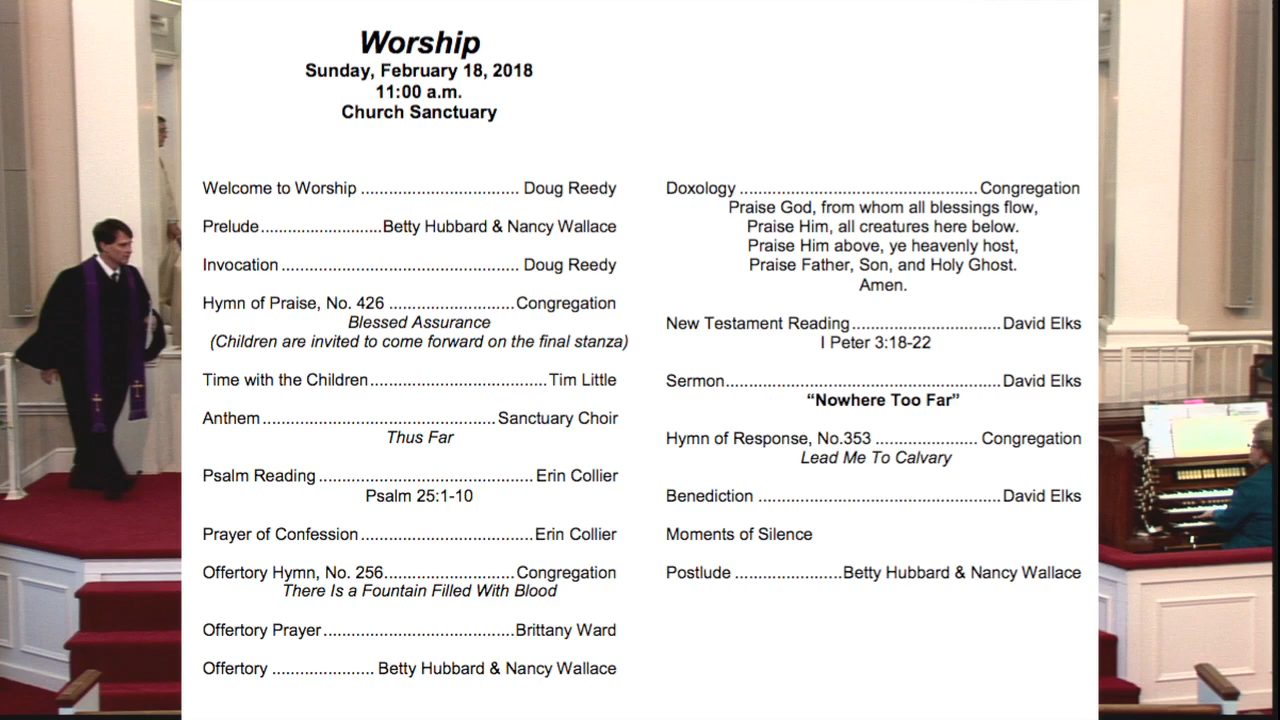 Worship
Sunday, February 18, 2018
11:00 a.m.
Church Sanctuary
Welcome to Worship .................................. Doug Reedy
Prelude..........................Betty Hubbard & Nancy Wallace
Invocation ................................................... Doug Reedy
Hymn of Praise, No. 426 ...........................Congregation
Blessed Assurance
(Children are invited to come forward on the final stanza)
Time with the Children......................................Tim Little
Anthem..................................................Sanctuary Choir
Thus Far
Psalm Reading..............................................Erin Collier
Psalm 25:1-10
Prayer of Confession.....................................Erin Collier
Offertory Hymn, No. 256............................Congregation
There Is a Fountain Filled With Blood
Offertory Prayer.........................................Brittany Ward
Offertory ...................... Betty Hubbard & Nancy Wallace
Doxology ................................................... Congregation
Praise God, from whom all blessings flow,
Praise Him, all creatures here below.
Praise Him above, ye heavenly host,
Praise Father, Son, and Holy Ghost.
Amen.
New Testament Reading................................David Elks
I Peter 3:18-22
Sermon...........................................................David Elks
“Nowhere Too Far”
Hymn of Response, No.353 ...................... Congregation
Lead Me To Calvary
Benediction ....................................................David Elks
Moments of Silence
Postlude .......................Betty Hubbard & Nancy Wallace